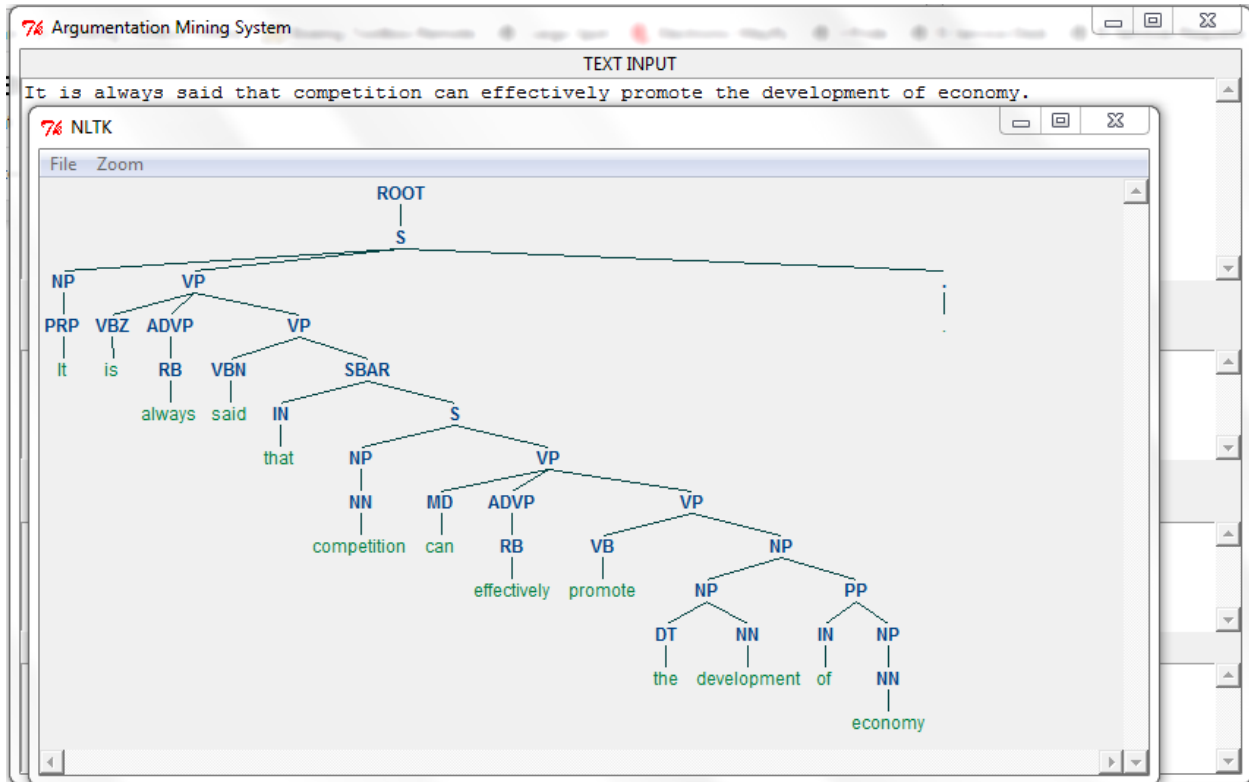 Argumentation Mining System
TEXT INPUT
It is always said that competition can effectively promote the development of economy.
NLTK
File Zoom
ROOT
S
NP VP .
PRP VBZ ADVP VP .
It is RB VBN SBAR
always said IN S
that NP VP
NN MD ADVP VP
competition can RB VB NP
effectively promote NP PP
DT NN IN NP
the development of NN
economy